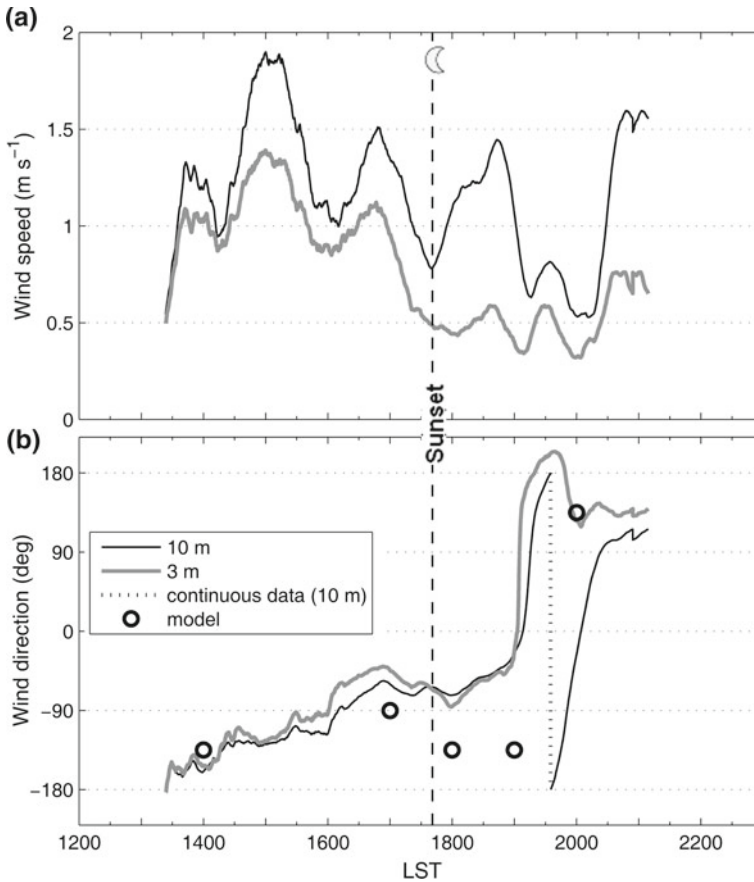 (a)
2
1.5
1
0.5
0
Wind speed (m s⁻¹)
Sunset
(b)
180
90
0
−90
−180
Wind direction (deg)
10 m
3 m
continuous data (10 m)
model
1200 1400 1600 1800 2000 2200
LST